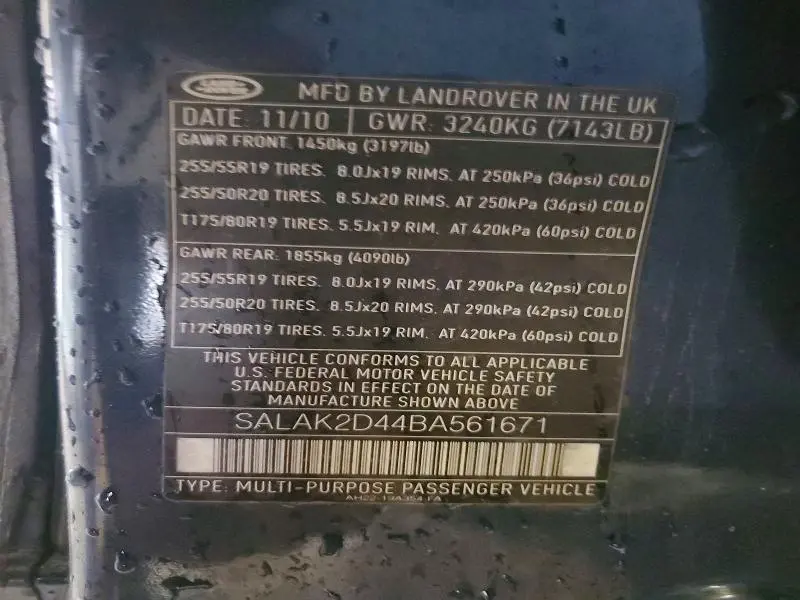 LAND ROVER
MFD BY LANDROVER IN THE UK
DATE: 11/10 GWR: 3240KG (7143LB)
GAWR FRONT. 1450kg (3197lb)
255/55R19 TIRES. 8.0Jx19 RIMS. AT 250kPa (36psi) COLD
255/50R20 TIRES. 8.5Jx20 RIMS. AT 250kPa (36psi) COLD
T175/80R19 TIRES. 5.5Jx19 RIM. AT 420kPa (60psi) COLD
GAWR REAR: 1855kg (4090lb)
255/55R19 TIRES. 8.0Jx19 RIMS. AT 290kPa (42psi) COLD
255/50R20 TIRES. 8.5Jx20 RIMS. AT 290kPa (42psi) COLD
T175/80R19 TIRES. 5.5Jx19 RIM. AT 420kPa (60psi) COLD
THIS VEHICLE CONFORMS TO ALL APPLICABLE
U.S. FEDERAL MOTOR VEHICLE SAFETY
STANDARDS IN EFFECT ON THE DATE OF
MANUFACTURE SHOWN ABOVE
SALAK2D44BA561671
TYPE: MULTI-PURPOSE PASSENGER VEHICLE
AH22-19A354-FA